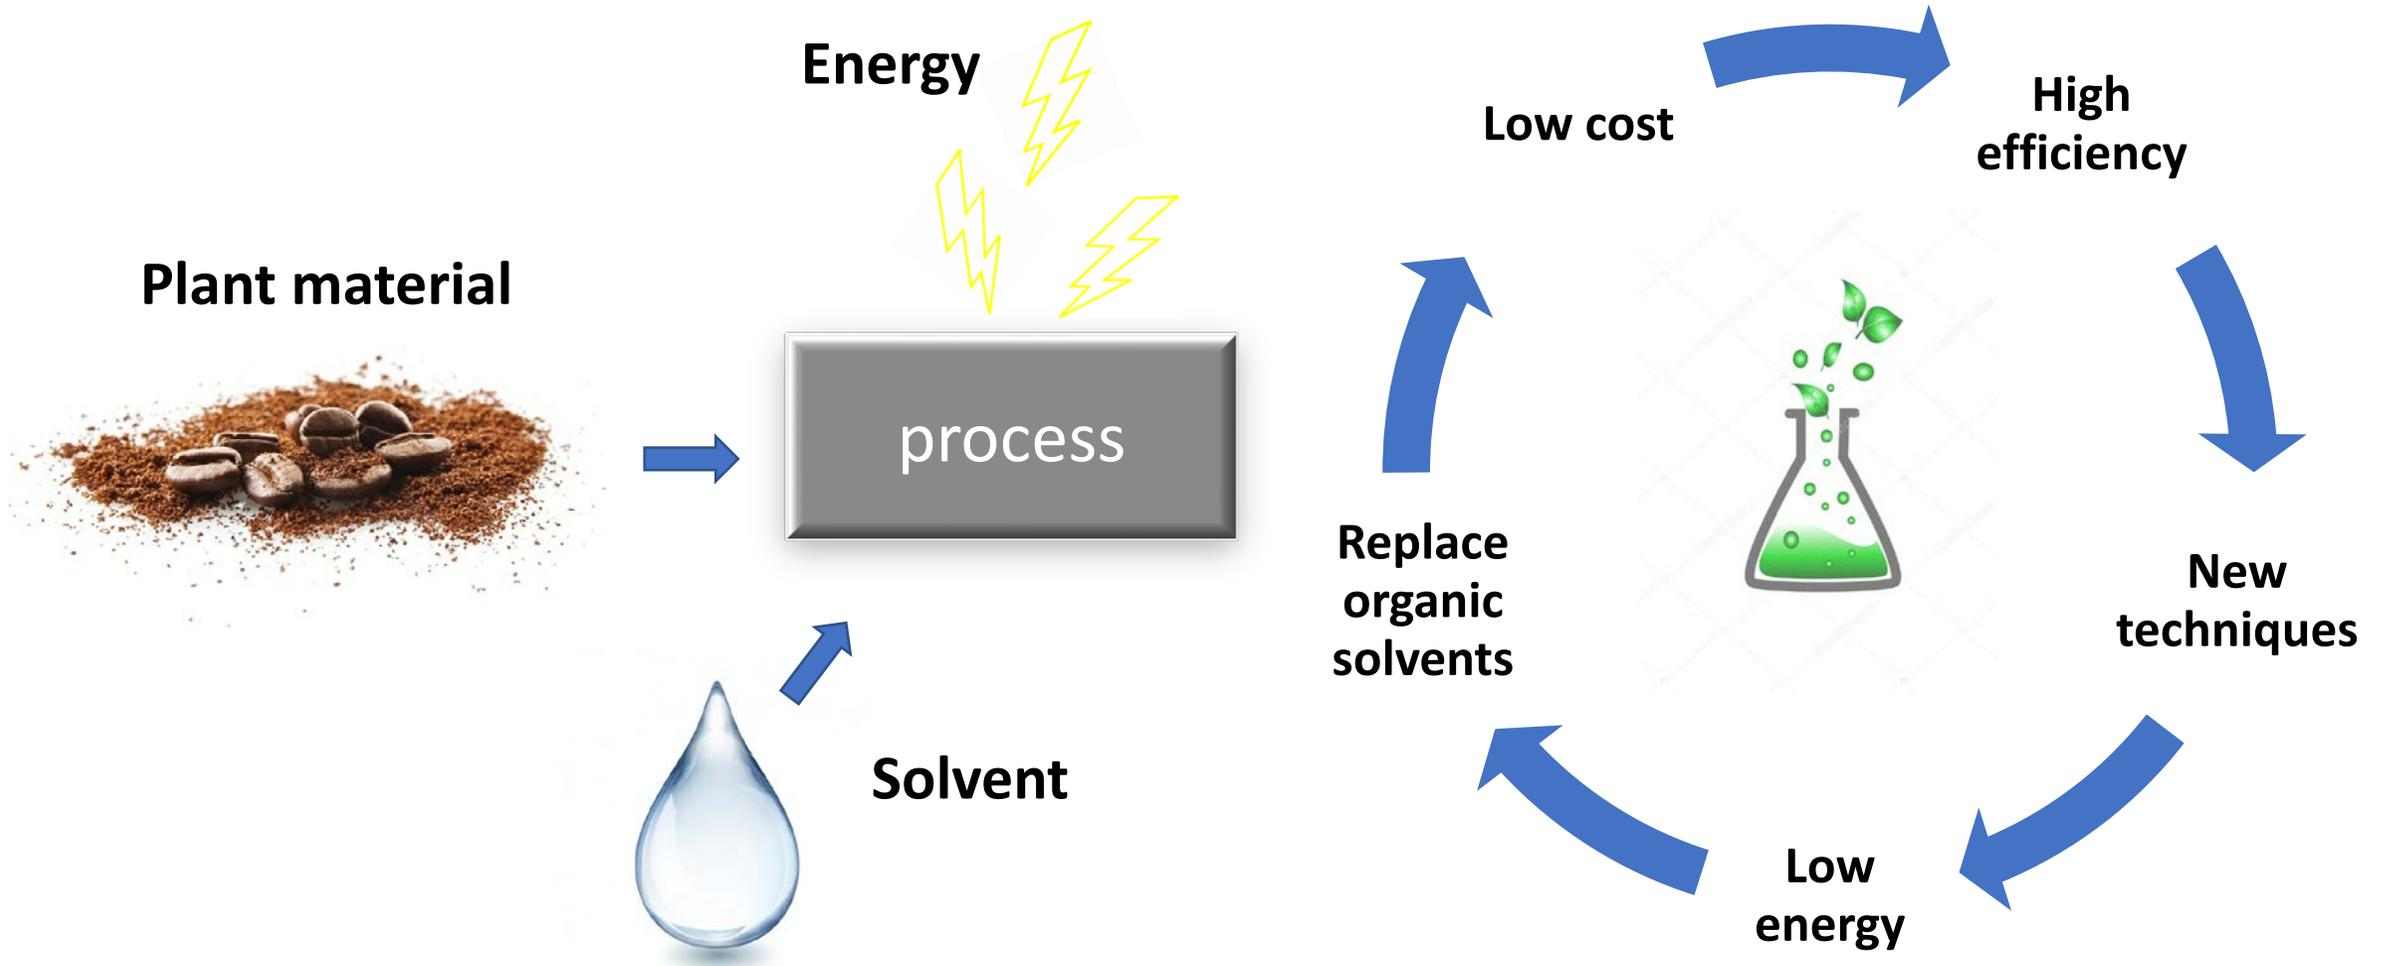 Energy
Plant material
process
Solvent
Low cost
High
efficiency
New
techniques
Low
energy
Replace
organic
solvents